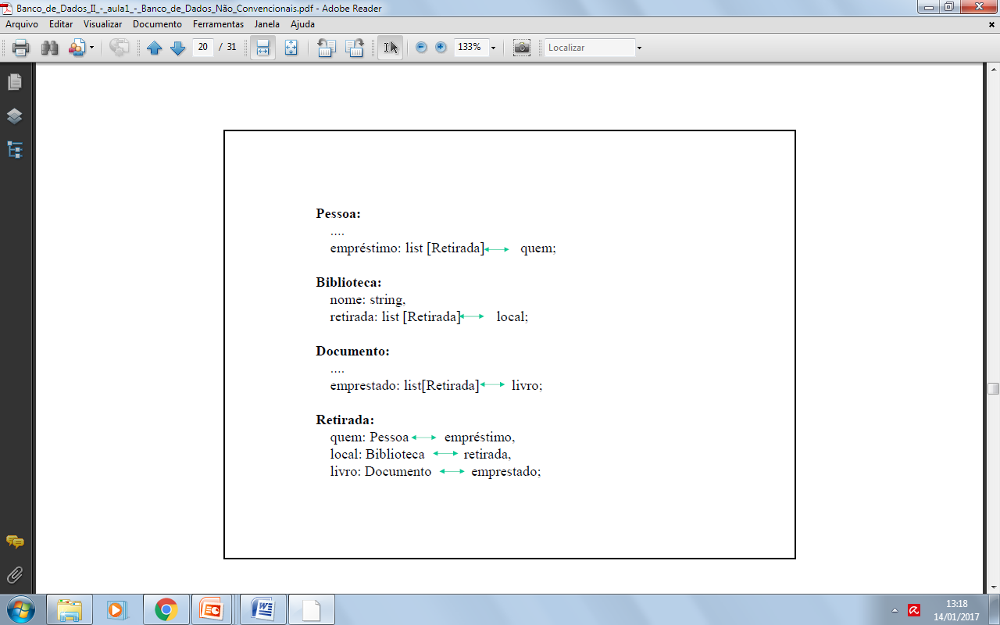 Banco_de_Dados_II_-_aula1_-_Banco_de_Dados_Não_Convencionais.pdf - Adobe Reader
Arquivo Editar Visualizar Documento Ferramentas Janela Ajuda
20 / 31 133% Localizar
Pessoa:
....
empréstimo: list [Retirada] quem;
Biblioteca:
nome: string,
retirada: list [Retirada] local;
Documento:
....
emprestado: list[Retirada] livro;
Retirada:
quem: Pessoa empréstimo,
local: Biblioteca retirada,
livro: Documento emprestado;
13:18
14/01/2017